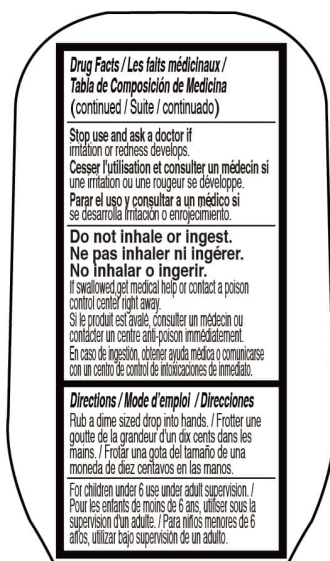 Drug Facts / Les faits médicinaux /
Tabla de Composición de Medicina
(continued / Suite / continuado)
Stop use and ask a doctor if
irritation or redness develops.
Cesser l'utilisation et consulter un médecin si
une irritation ou une rougeur se développe.
Parar el uso y consultar a un médico si
se desarrolla irritación o enrojecimiento.
Do not inhale or ingest.
Ne pas inhaler ni ingérer.
No inhalar o ingerir.
If swallowed,get medical help or contact a poison
control center right away.
Si le produit est avalé, consulter un médecin ou
contacter un centre anti-poison immédiatement.
En caso de ingestión, obtener ayuda médica o comunicarse
con un centro de control de intoxicaciones de inmediato.
Directions / Mode d'emploi / Direcciones
Rub a dime sized drop into hands. / Frotter une
goutte de la grandeur d'un dix cents dans les
mains. / Frotar una gota del tamaño de una
moneda de diez centavos en las manos.
For children under 6 use under adult supervision. /
Pour les enfants de moins de 6 ans, utiliser sous la
supervision d'un adulte. / Para niños menores de 6
años, utilizar bajo supervisión de un adulto.